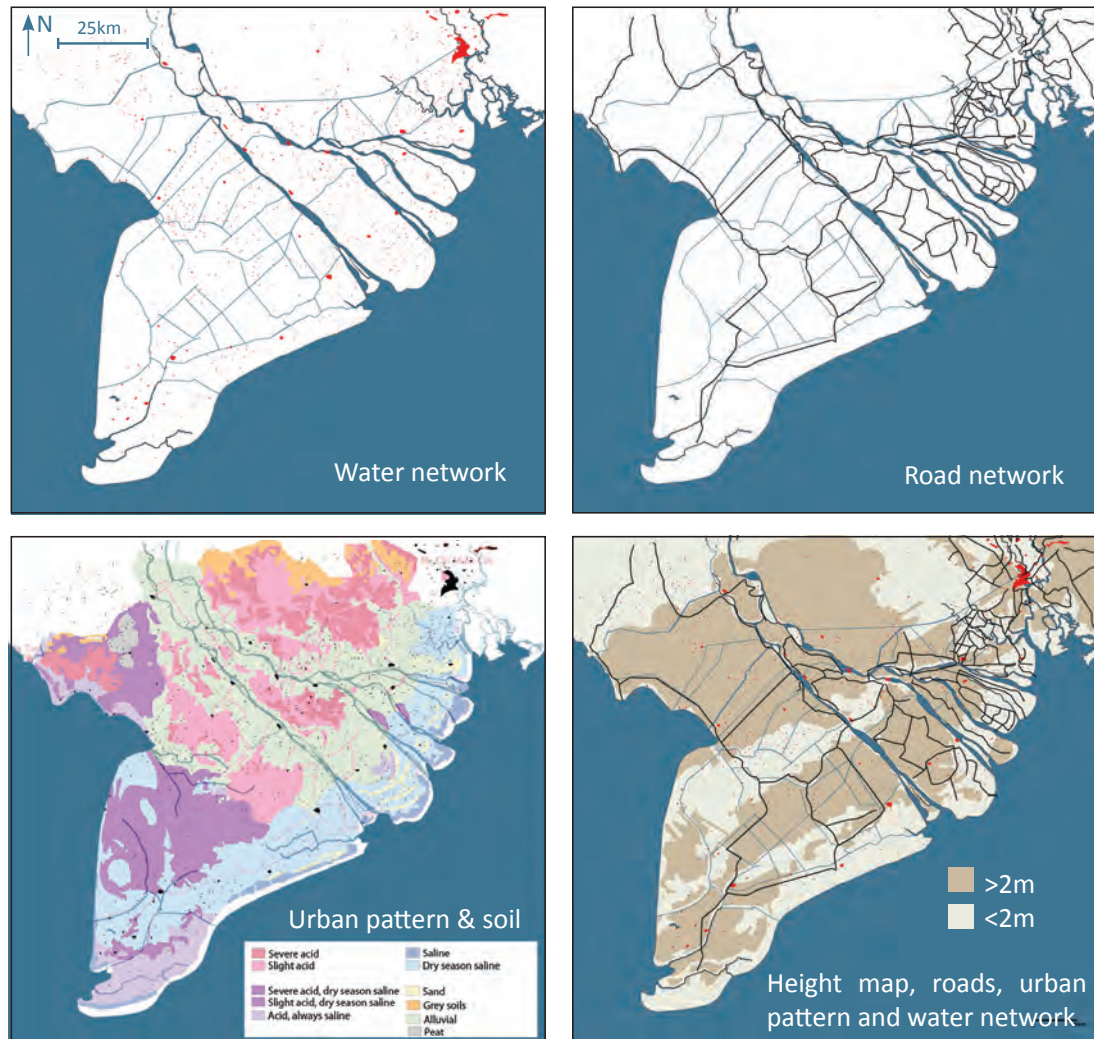 N
25km
Water network
Road network
Urban pattern & soil
Severe acid
Slight acid
Severe acid, dry season saline
Slight acid, dry season saline
Acid, always saline
Saline
Dry season saline
Sand
Grey soils
Alluvial
Peat
>2m
<2m
Height map, roads, urban
pattern and water network